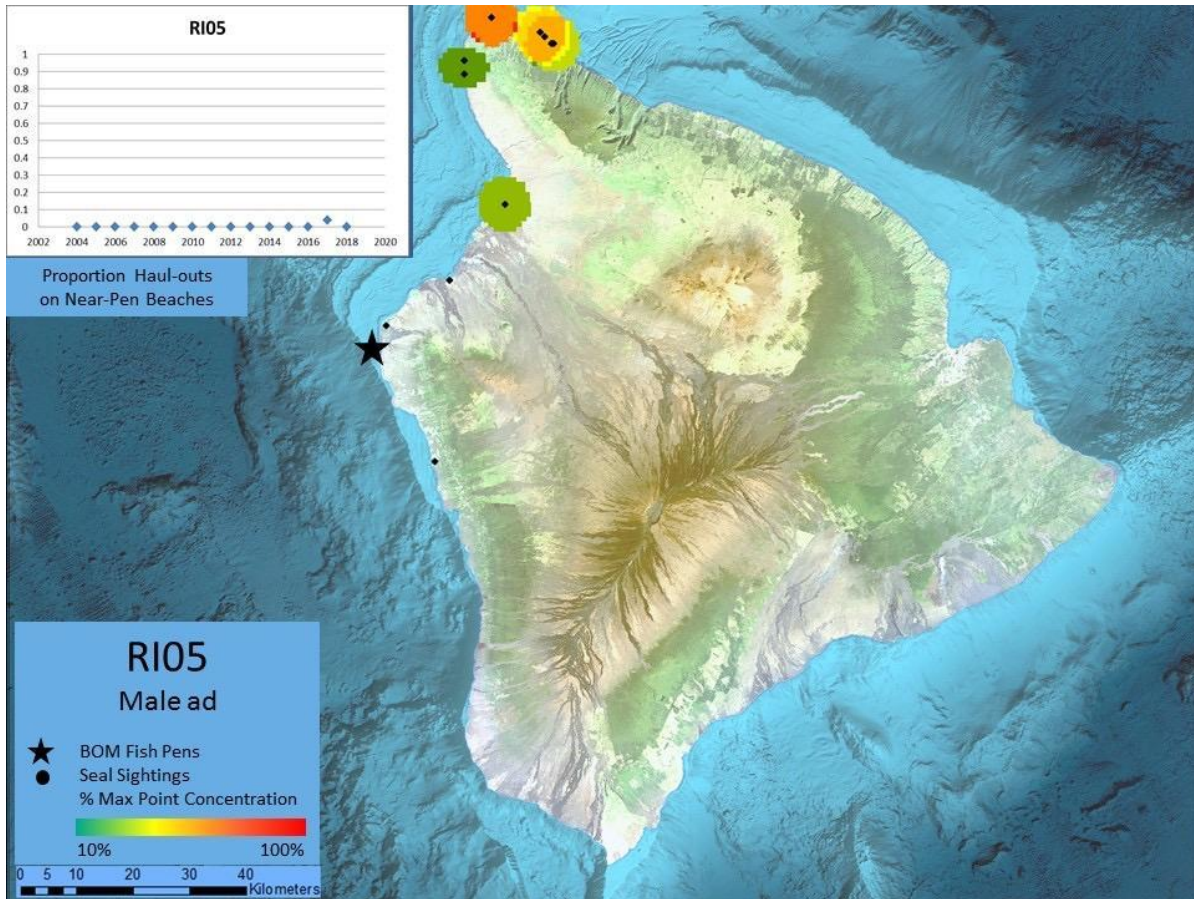 RI05
1
0.9
0.8
0.7
0.6
0.5
0.4
0.3
0.2
0.1
0
2002 2004 2006 2008 2010 2012 2014 2016 2018 2020
Proportion Haul-outs
on Near-Pen Beaches
RI05
Male ad
BOM Fish Pens
Seal Sightings
% Max Point Concentration
10% 100%
0 5 10 20 30 40
Kilometers